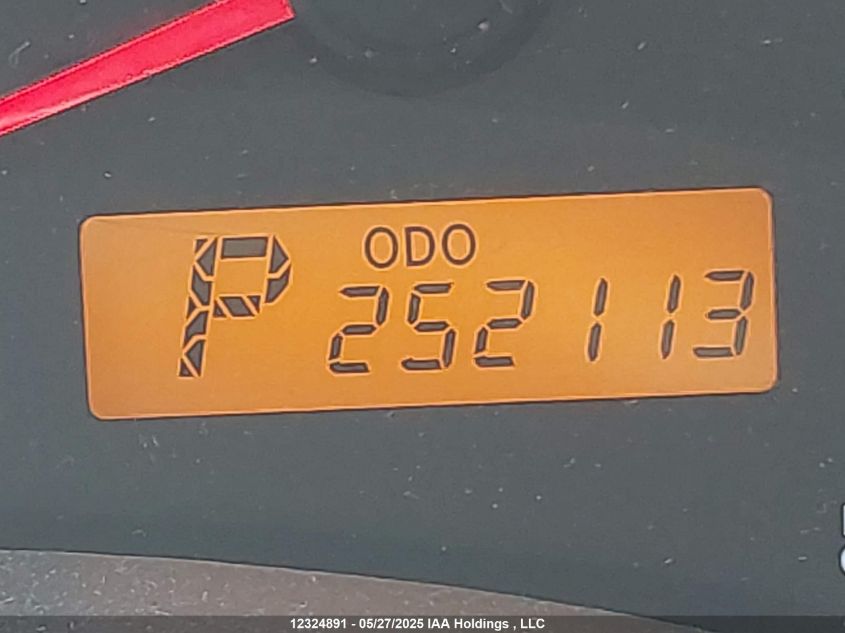 ODO
P 252113
12324891 - 05/27/2025 IAA Holdings , LLC